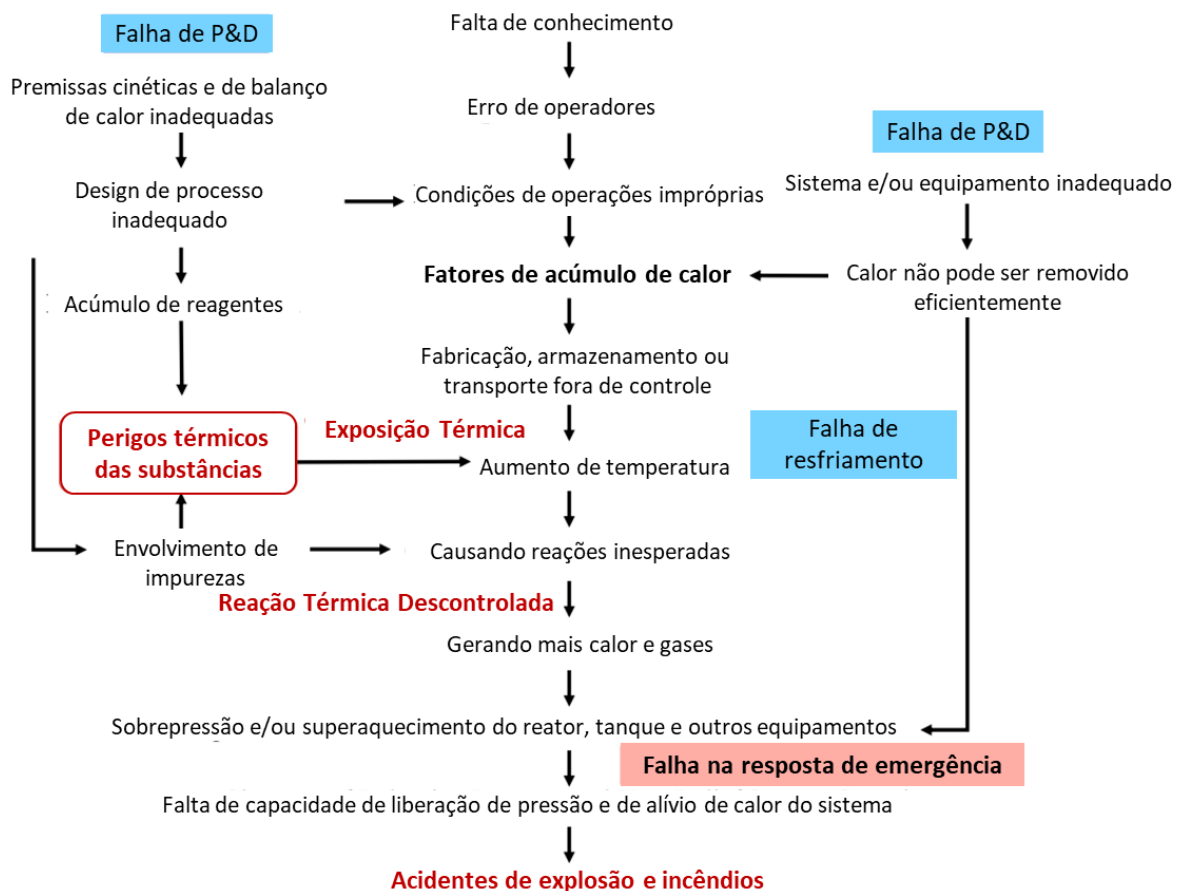 Falha de P&D
Falta de conhecimento
Premissas cinéticas e de balanço
de calor inadequadas
Erro de operadores
Falha de P&D
Design de processo
inadequado
Condições de operações impróprias
Sistema e/ou equipamento inadequado
Fatores de acúmulo de calor
Calor não pode ser removido
eficientemente
Acúmulo de reagentes
Fabricação, armazenamento ou
transporte fora de controle
Perigos térmicos
das substâncias
Exposição Térmica
Aumento de temperatura
Falha de
resfriamento
Envolvimento de
impurezas
Causando reações inesperadas
Reação Térmica Descontrolada
Gerando mais calor e gases
Sobrepressão e/ou superaquecimento do reator, tanque e outros equipamentos
Falha na resposta de emergência
Falta de capacidade de liberação de pressão e de alívio de calor do sistema
Acidentes de explosão e incêndios